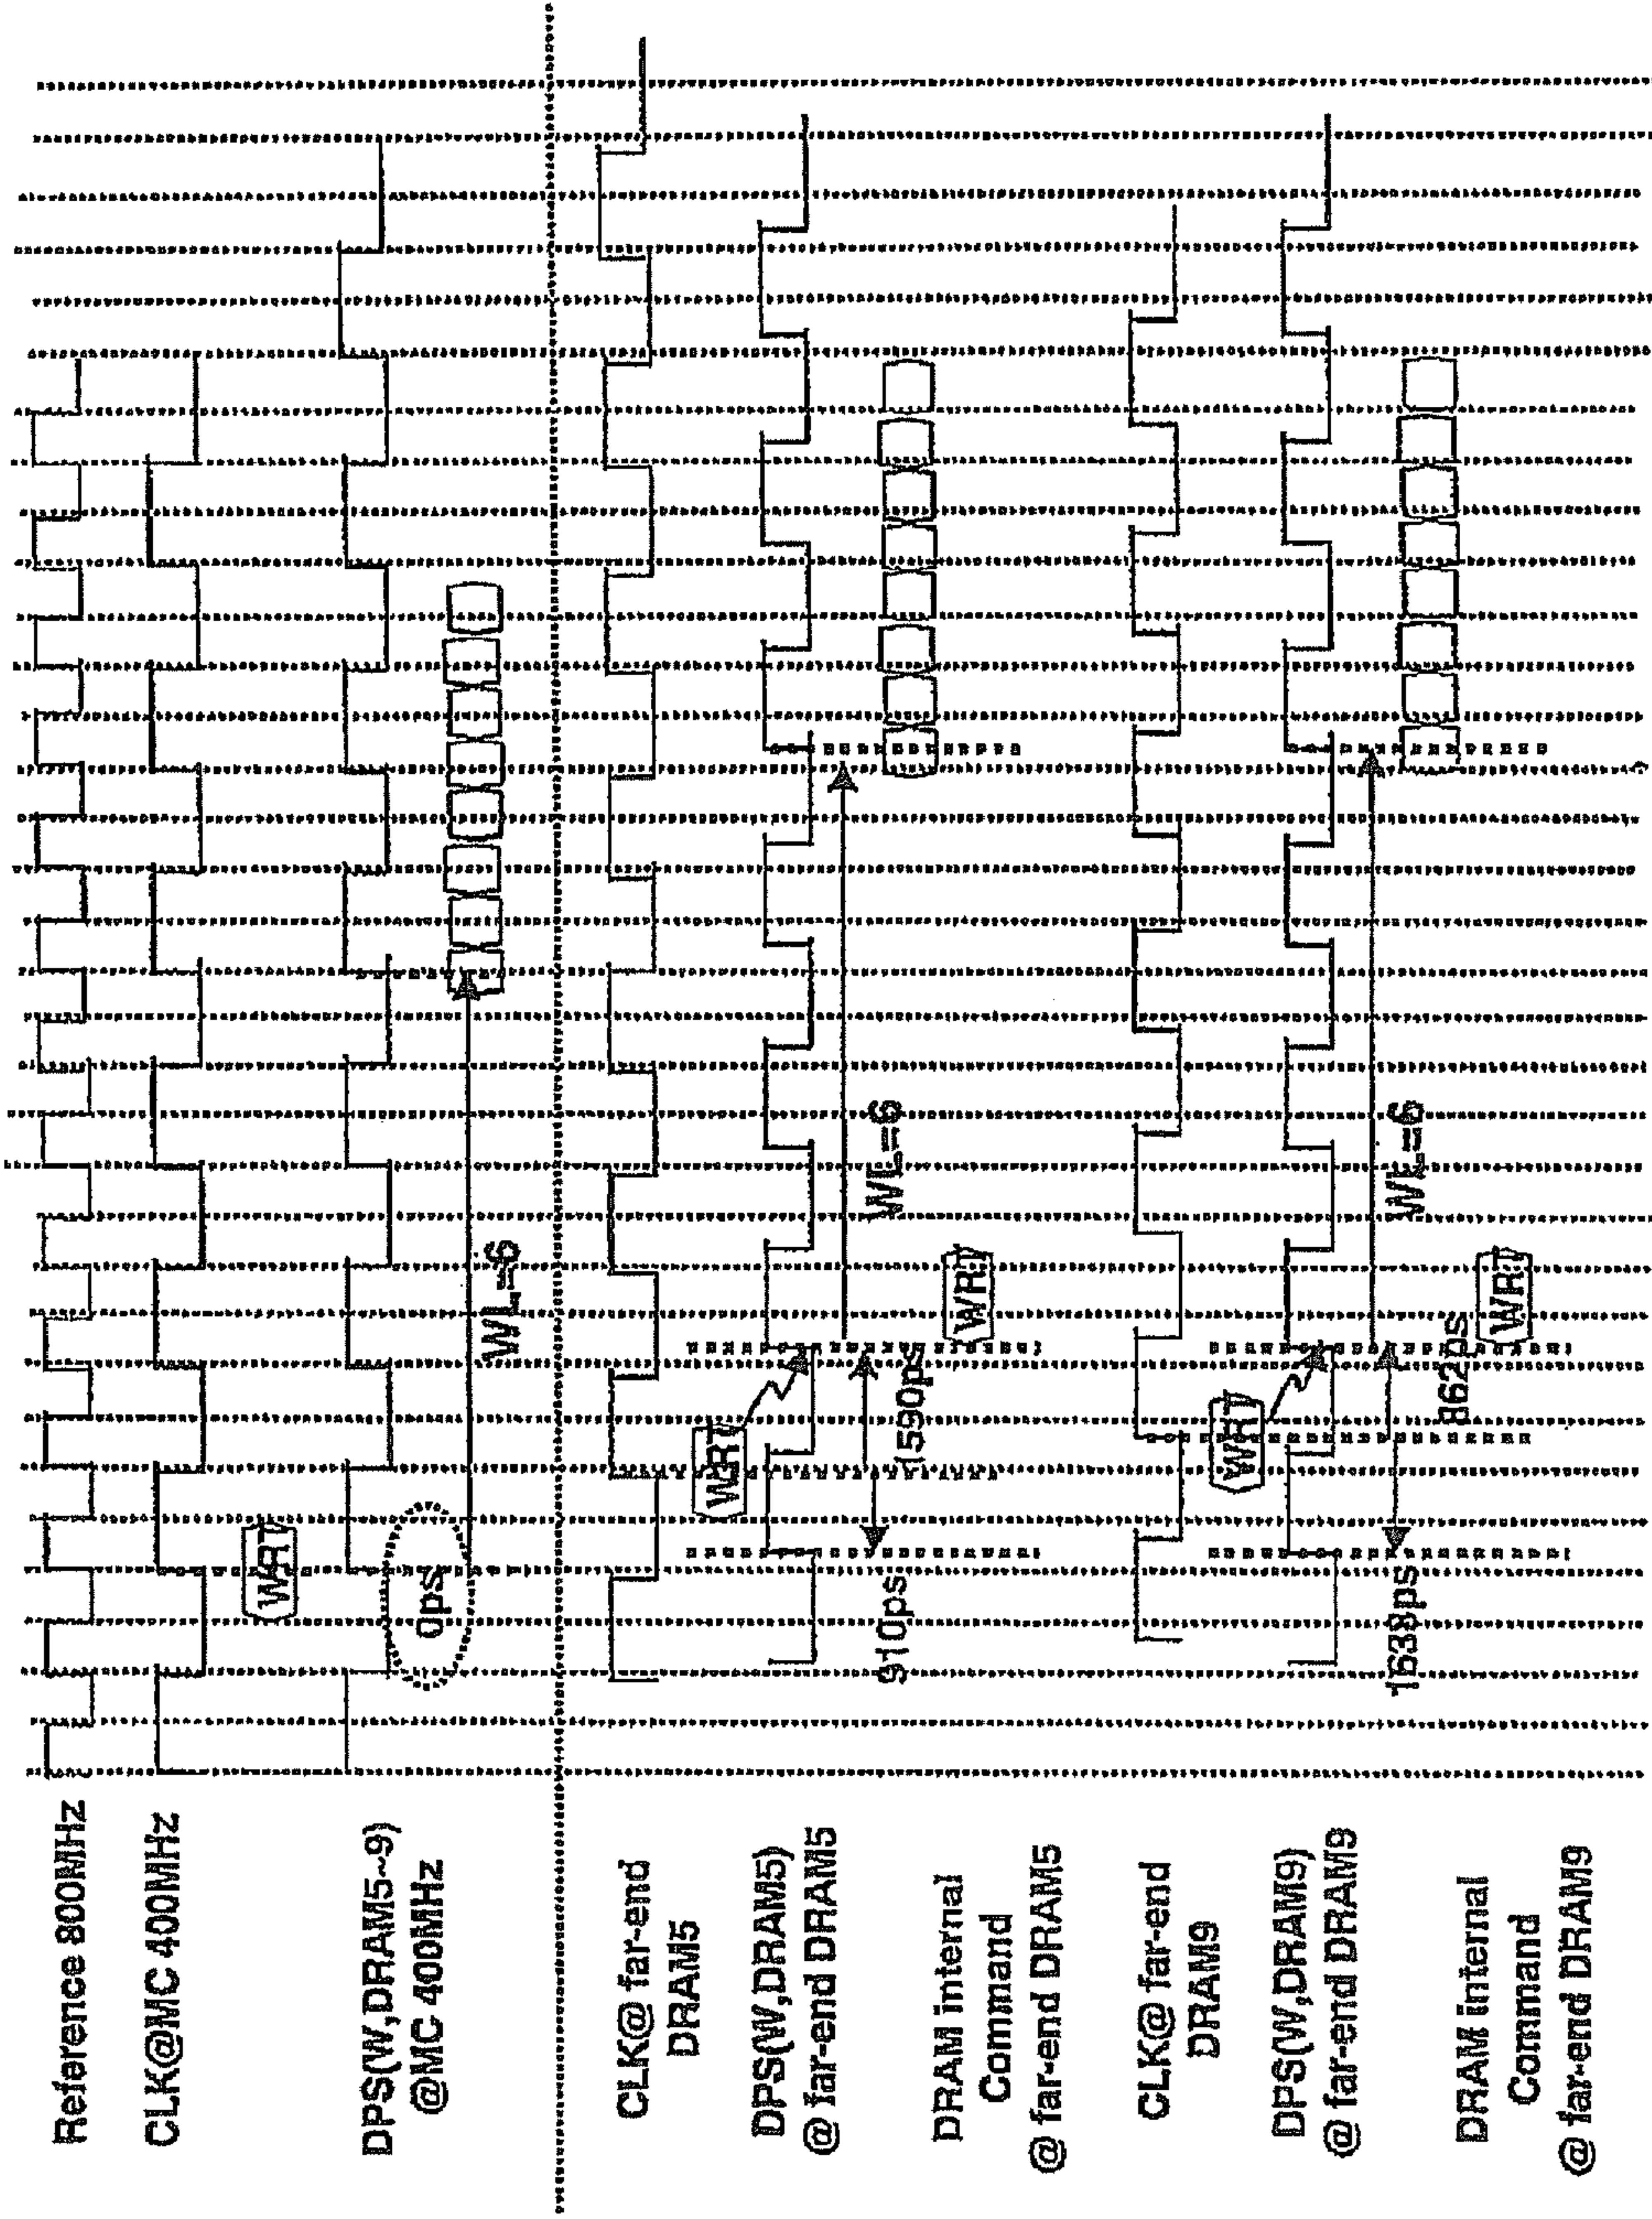 Reference 800MHz
CLK@MC 400MHz
WRT
DPS(W,DRAM5~9)
@MC 400MHz
0ps
WL=6
CLK@ far-end
DRAM5
WRT
DPS(W,DRAM5)
@ far-end DRAM5
WL=6
910ps
1590ps
DRAM internal
Command
@ far-end DRAM5
WRT
CLK@ far-end
DRAM9
WRT
DPS(W,DRAM9)
@ far-end DRAM9
WL=6
1638ps
862ps
DRAM internal
Command
@ far-end DRAM9
WRT